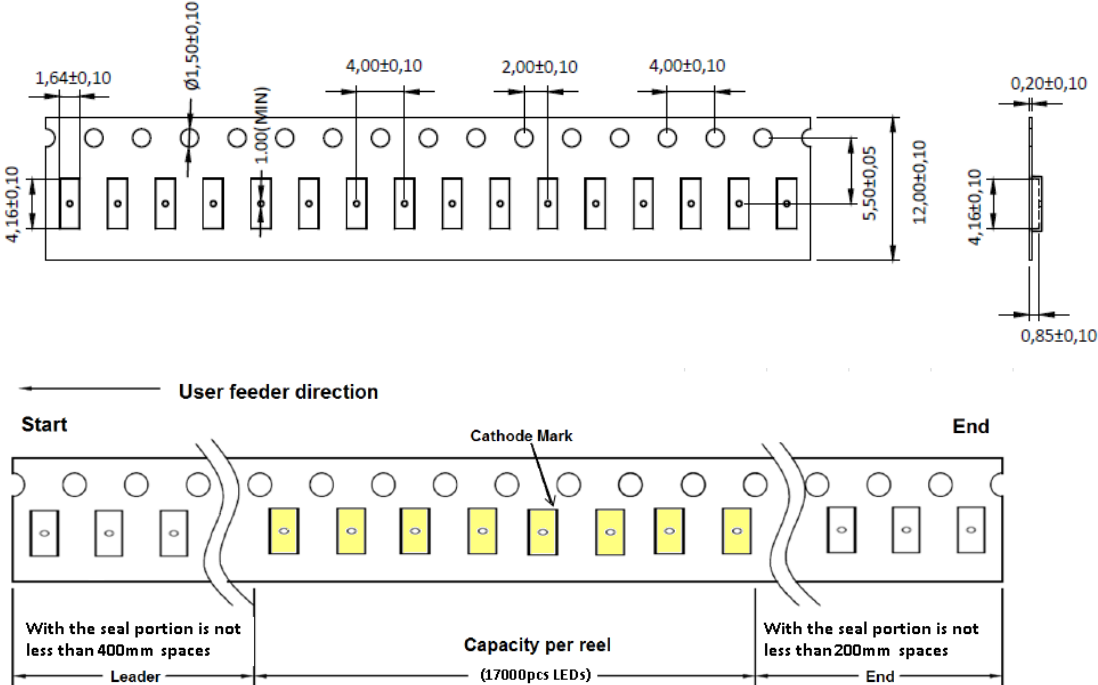 1,64±0,10
Ø1,50±0,10
1.00(MIN)
4,00±0,10
2,00±0,10
4,00±0,10
0,20±0,10
4,16±0,10
5,50±0,05
12,00±0,10
4,16±0,10
0,85±0,10
User feeder direction
Start
End
Cathode Mark
With the seal portion is not
less than 400mm spaces
Capacity per reel
With the seal portion is not
less than 200mm spaces
Leader
(17000pcs LEDs)
End